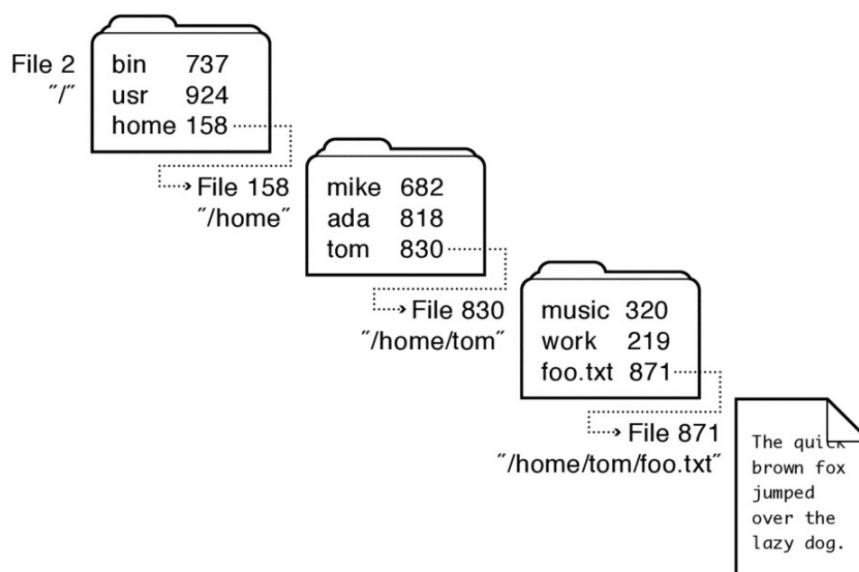 File 2
"/"
bin 737
usr 924
home 158
File 158
"/home"
mike 682
ada 818
tom 830
File 830
"/home/tom"
music 320
work 219
foo.txt 871
File 871
"/home/tom/foo.txt"
The quick
brown fox
jumped
over the
lazy dog.